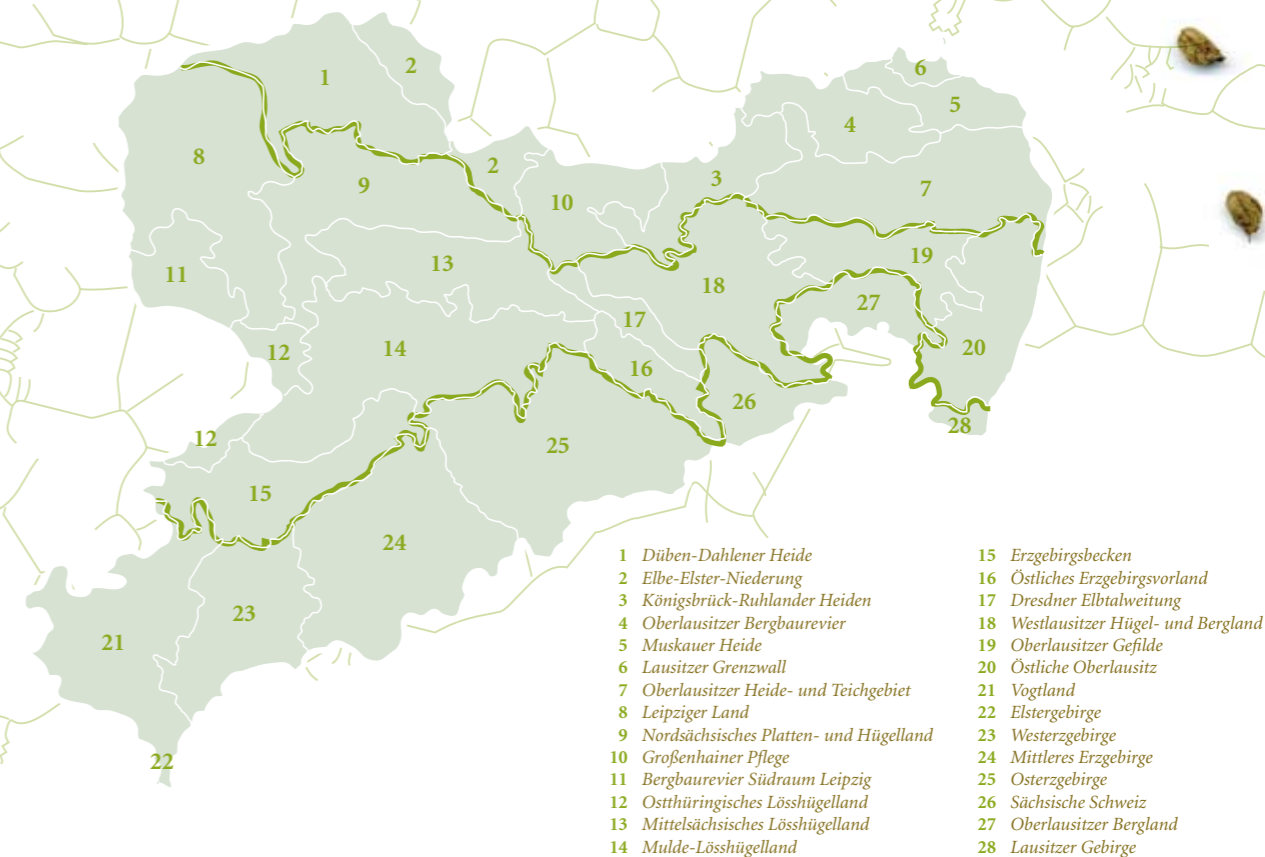 1
2
6
5
4
8
2
3
9
7
10
11
13
19
18
27
17
12
14
20
16
26
28
12
25
15
24
23
21
22
1 Düben-Dahlener Heide
2 Elbe-Elster-Niederung
3 Königsbrück-Ruhlander Heiden
4 Oberlausitzer Bergbaurevier
5 Muskauer Heide
6 Lausitzer Grenzwall
7 Oberlausitzer Heide- und Teichgebiet
8 Leipziger Land
9 Nordsächsisches Platten- und Hügelland
10 Großenhainer Pflege
11 Bergbaurevier Südraum Leipzig
12 Ostthüringisches Lösshügelland
13 Mittelsächsisches Lösshügelland
14 Mulde-Lösshügelland
15 Erzgebirgsbecken
16 Östliches Erzgebirgsvorland
17 Dresdner Elbtalweitung
18 Westlausitzer Hügel- und Bergland
19 Oberlausitzer Gefilde
20 Östliche Oberlausitz
21 Vogtland
22 Elstergebirge
23 Westerzgebirge
24 Mittleres Erzgebirge
25 Osterzgebirge
26 Sächsische Schweiz
27 Oberlausitzer Bergland
28 Lausitzer Gebirge